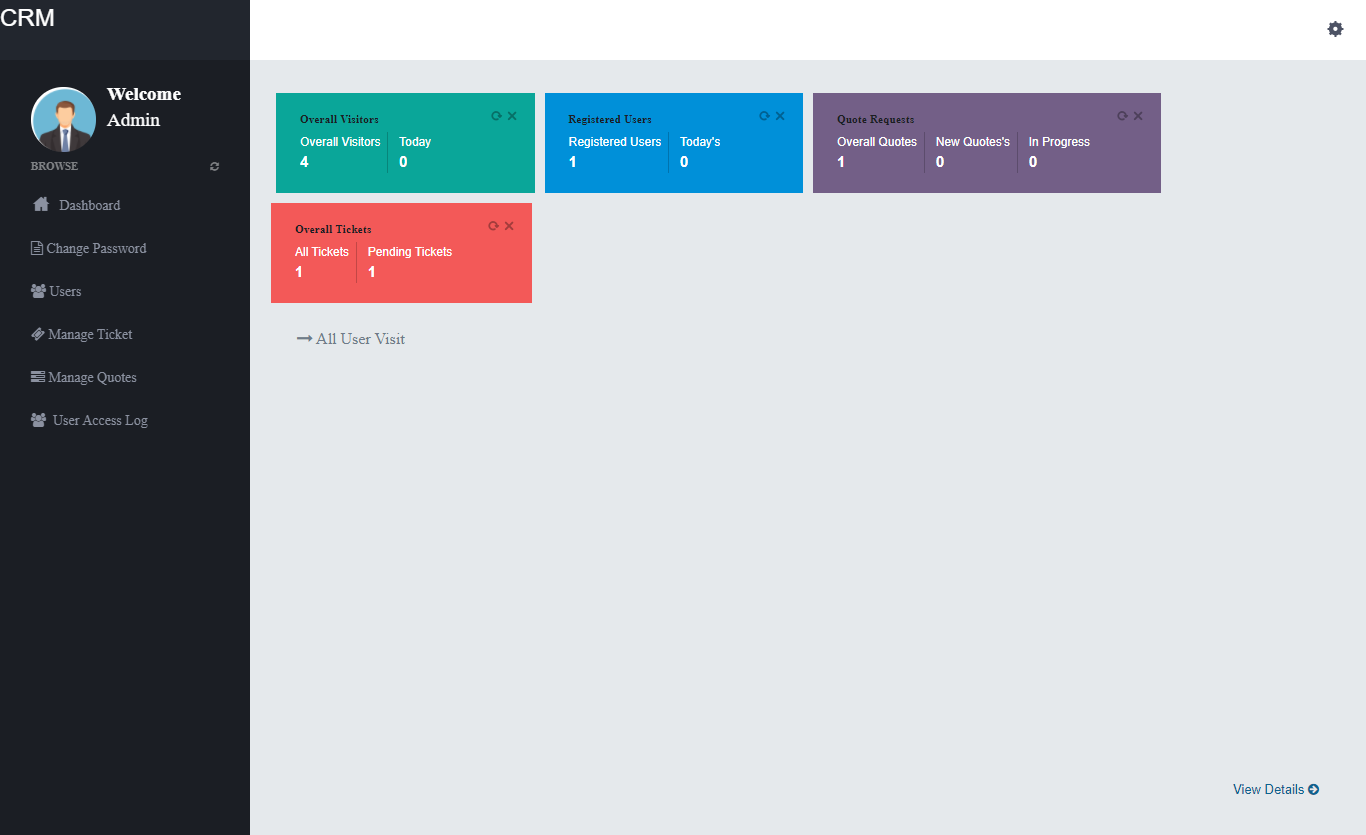 CRM
Welcome
Admin
BROWSE
Dashboard
Change Password
Users
Manage Ticket
Manage Quotes
User Access Log
Overall Visitors
Overall Visitors Today
4 0
Registered Users
Registered Users Today's
1 0
Quote Requests
Overall Quotes New Quotes's In Progress
1 0 0
Overall Tickets
All Tickets Pending Tickets
1 1
All User Visit
View Details